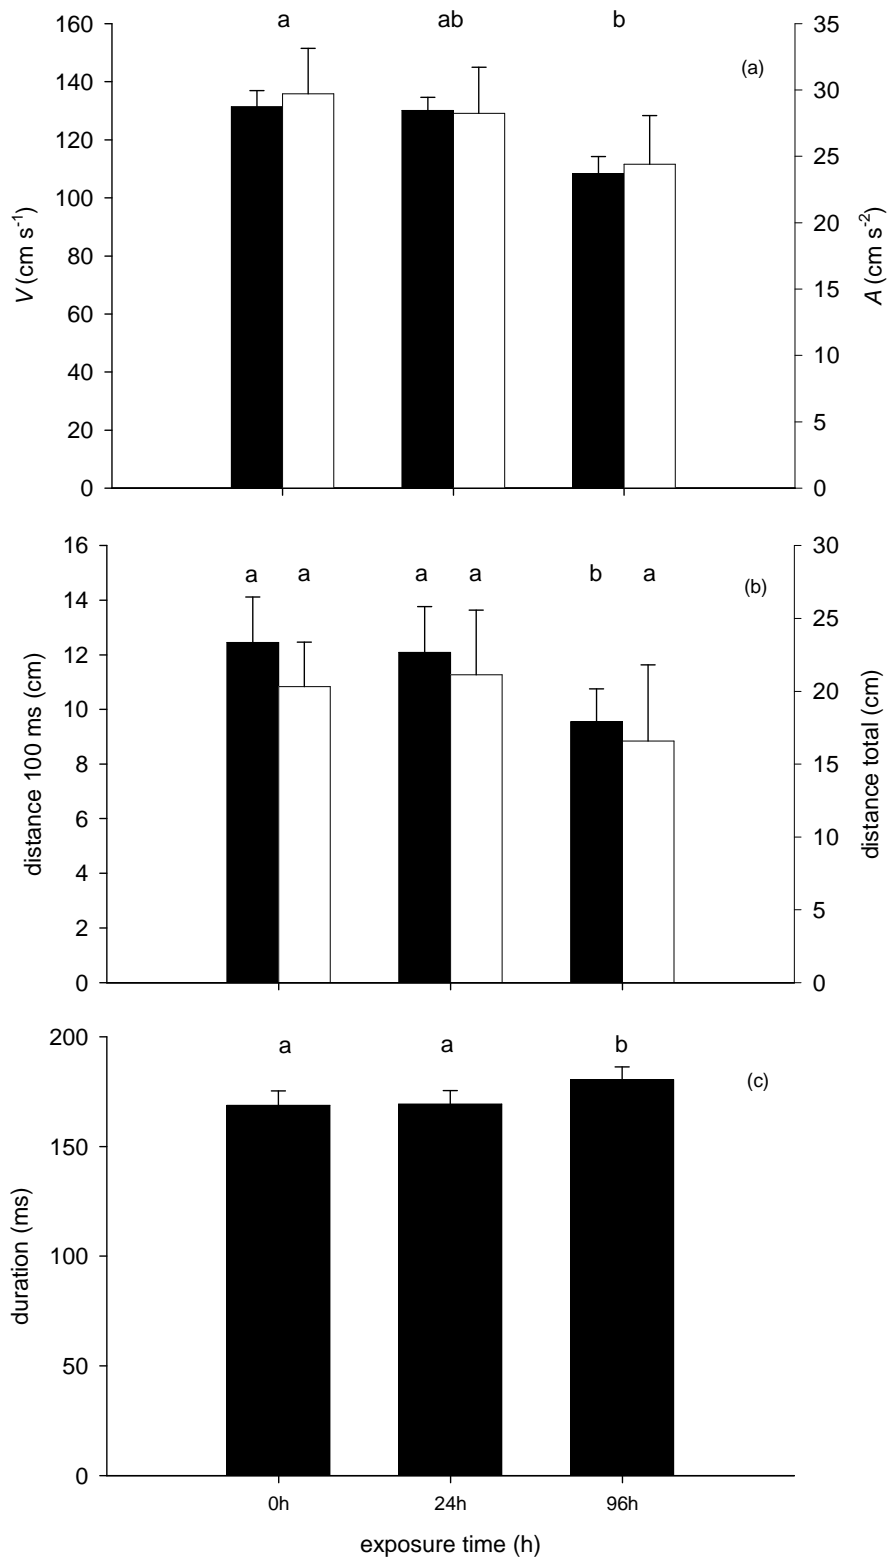 160 a ab b 35
140 (a) 30
120 25
100 20
80 15
60 10
40 5
20
0 0
V (cm s-1)
A (cm s-2)
16 30
14 a a a a b a (b) 25
12 20
10 15
8 10
6 5
4
2
0 0
distance 100 ms (cm)
distance total (cm)
200 a a b
150 (c)
100
50
0
duration (ms)
0h 24h 96h
exposure time (h)